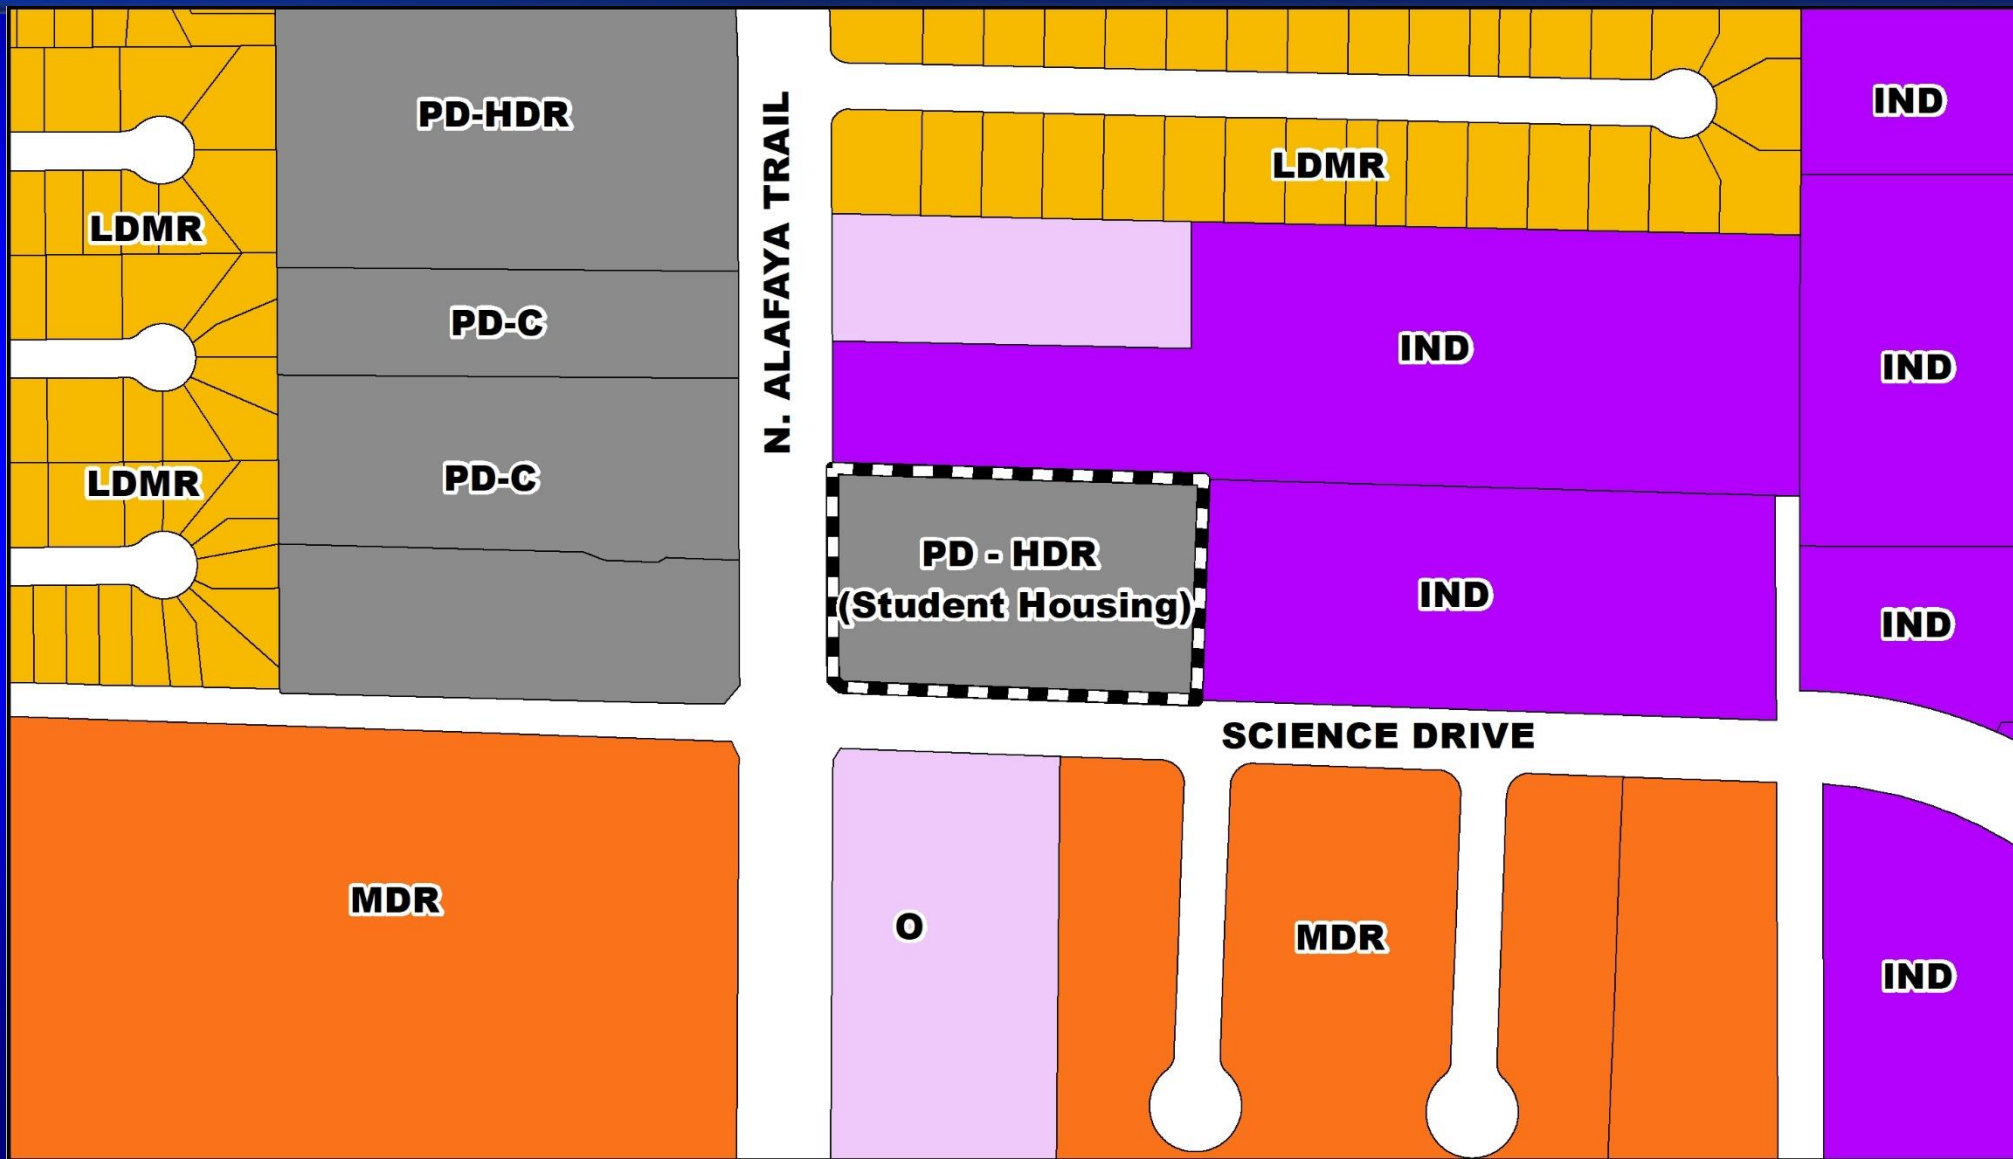 PD-HDR
IND
LDMR
LDMR
N. ALAFAYA TRAIL
PD-C
IND
IND
PD-C
LDMR
PD - HDR
(Student Housing)
IND
IND
SCIENCE DRIVE
MDR
O
MDR
IND